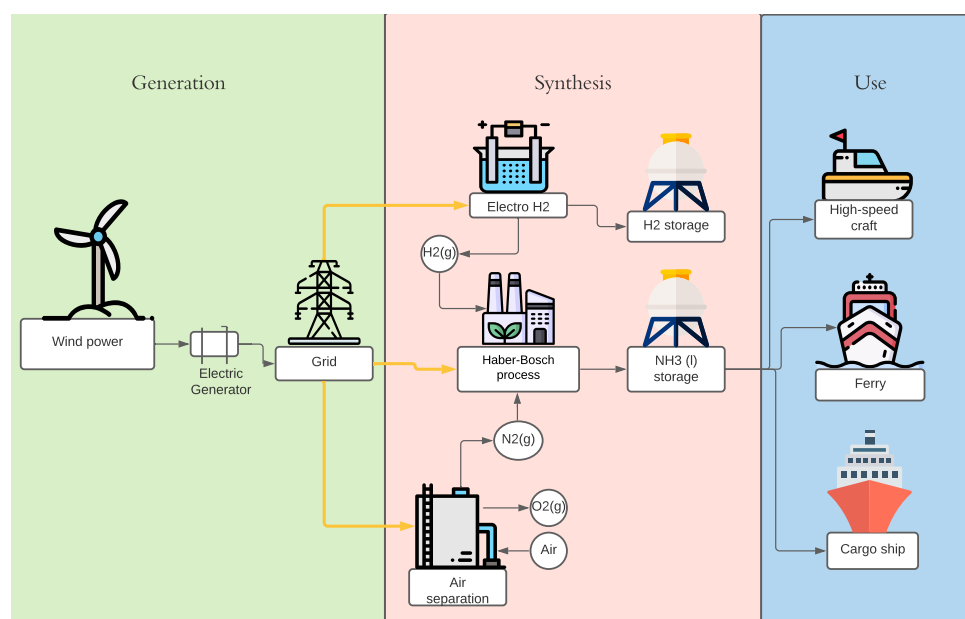 Generation
Synthesis
Use
+ −
Electro H2
H2 storage
High-speed
craft
H2(g)
Wind power
Electric
Generator
Grid
Haber-Bosch
process
NH3 (l)
storage
Ferry
N2(g)
O2(g)
Air
Air
separation
Cargo ship